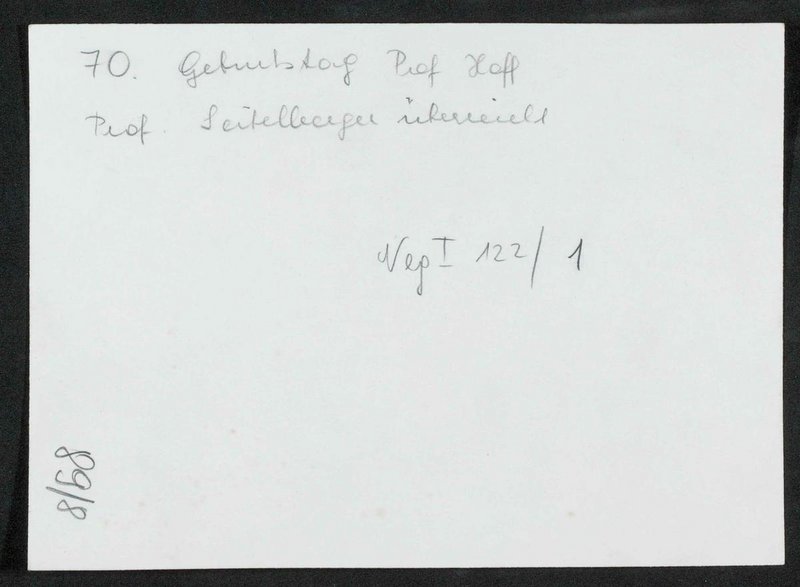 70. Geburtstag Prof Hoff
Prof. Seitelberger überreicht
Neg I 122/1
8/68